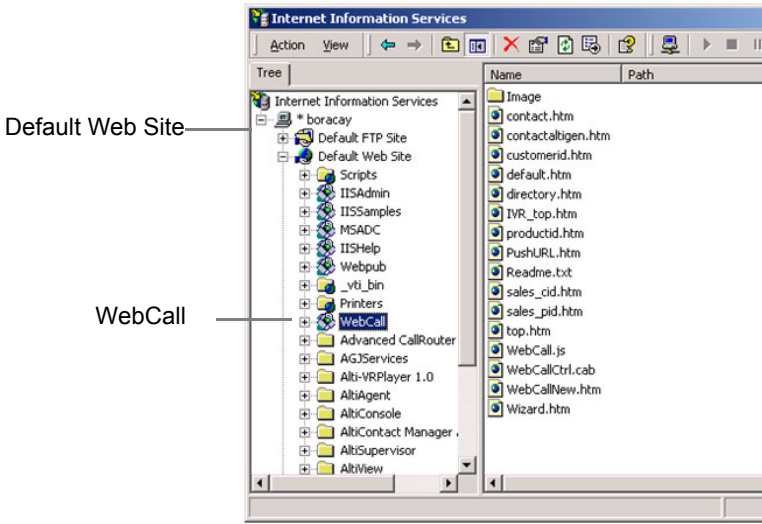 Internet Information Services
Action View
Tree
Name Path
Internet Information Services
* boracay
Default FTP Site
Default Web Site
Scripts
IISAdmin
IISSamples
MSADC
IISHelp
Webpub
_vti_bin
Printers
WebCall
Advanced CallRouter
AGJServices
Alti-VRPlayer 1.0
AltiAgent
AltiConsole
AltiContact Manager
AltiSupervisor
AltiView
Image
contact.htm
contactaltigen.htm
customerid.htm
default.htm
directory.htm
IVR_top.htm
productid.htm
PushURL.htm
Readme.txt
sales_cid.htm
sales_pid.htm
top.htm
WebCall.js
WebCallCtrl.cab
WebCallNew.htm
Wizard.htm
Default Web Site
WebCall